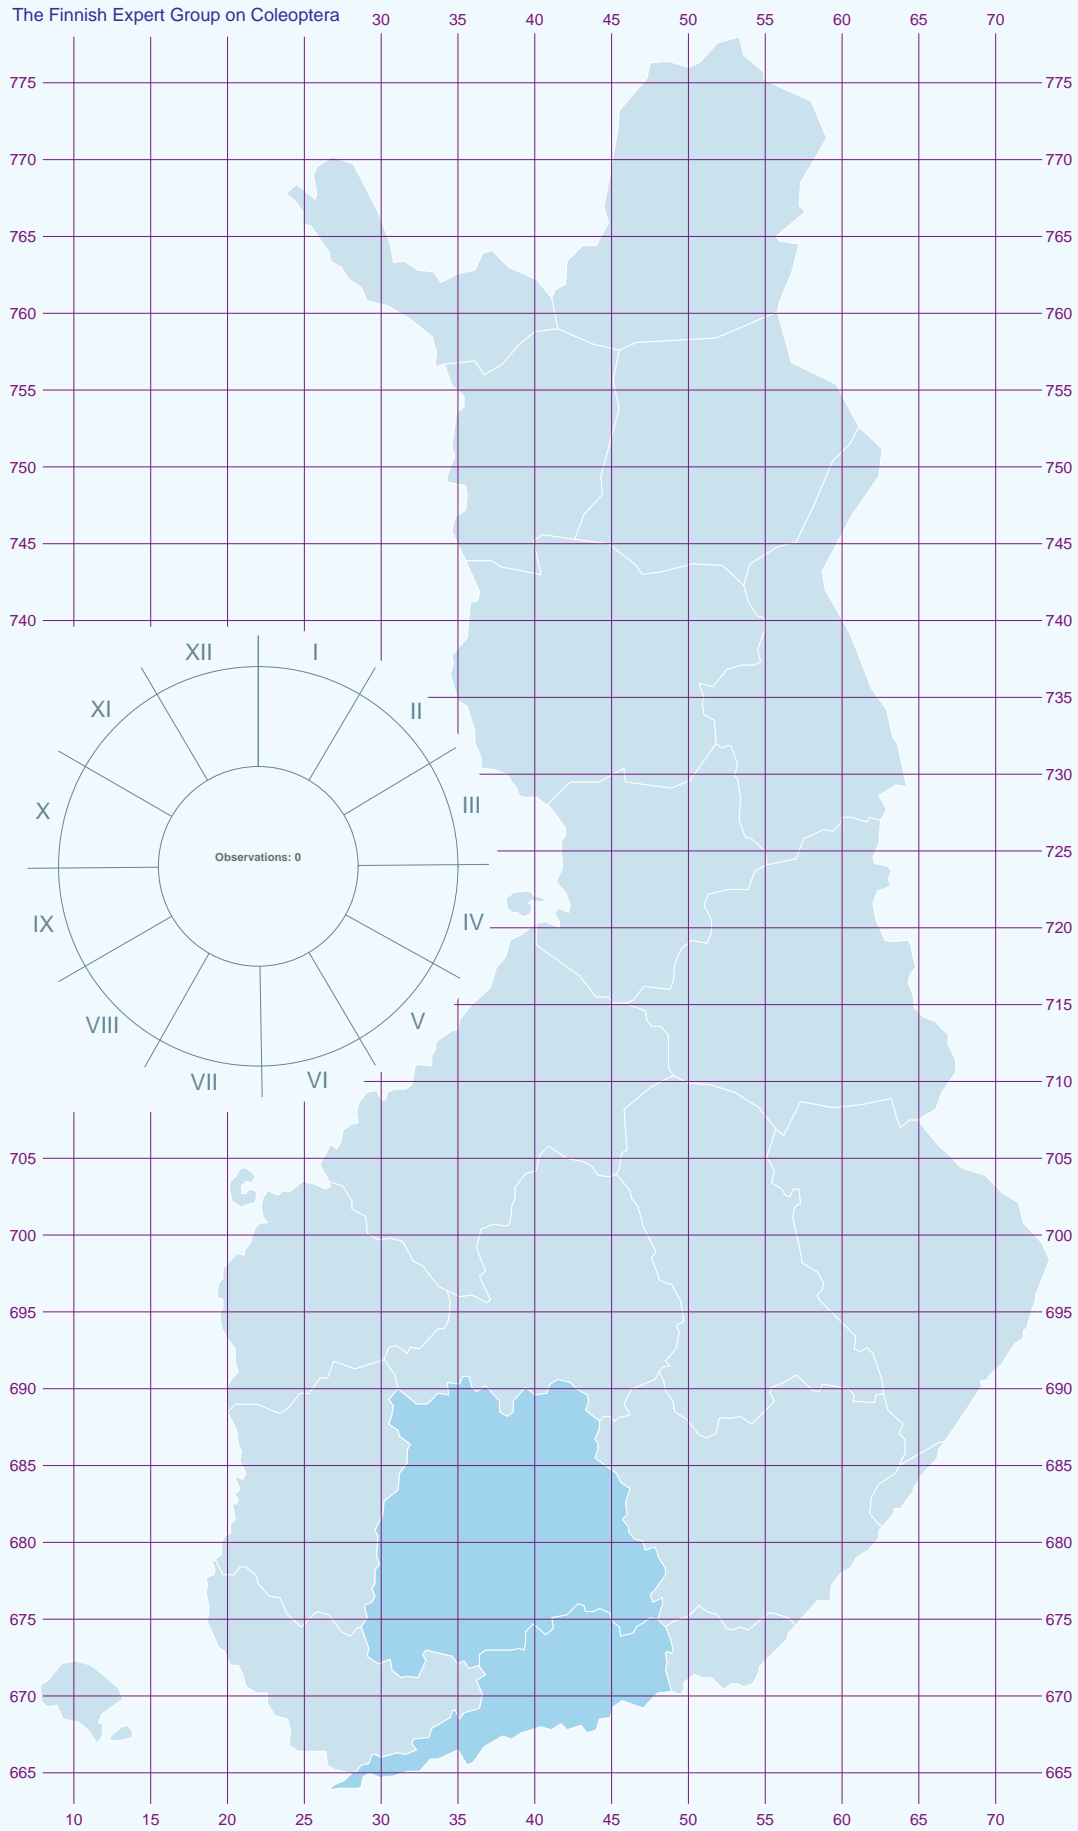 The Finnish Expert Group on Coleoptera
30 35 40 45 50 55 60 65 70
775 775
770 770
765 765
760 760
755 755
750 750
745 745
740 740
XII I
735
XI II
730
X III
Observations: 0
725
IX IV
720
VIII V
715
VII VI
710
705 705
700 700
695 695
690 690
685 685
680 680
675 675
670 670
665 665
10 15 20 25 30 35 40 45 50 55 60 65 70